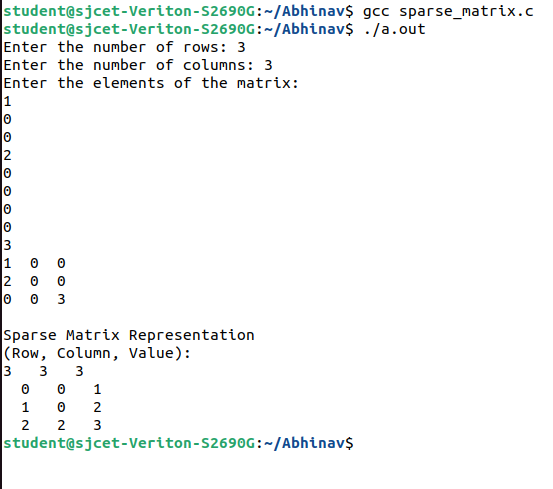 student@sjcet-Veriton-S2690G:~/Abhinav$ gcc sparse_matrix.c
student@sjcet-Veriton-S2690G:~/Abhinav$ ./a.out
Enter the number of rows: 3
Enter the number of columns: 3
Enter the elements of the matrix:
1
0
0
2
0
0
0
0
3
1  0  0
2  0  0
0  0  3

Sparse Matrix Representation
(Row, Column, Value):
3   3   3
  0   0   1
  1   0   2
  2   2   3
student@sjcet-Veriton-S2690G:~/Abhinav$